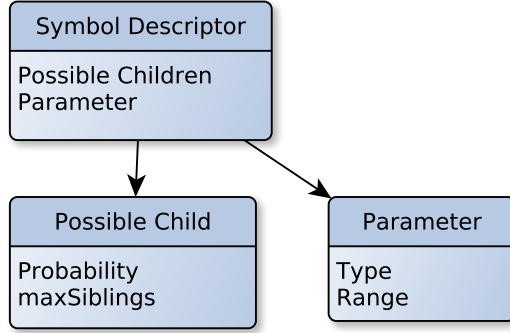 Symbol Descriptor
Possible Children
Parameter
Possible Child
Probability
maxSiblings
Parameter
Type
Range